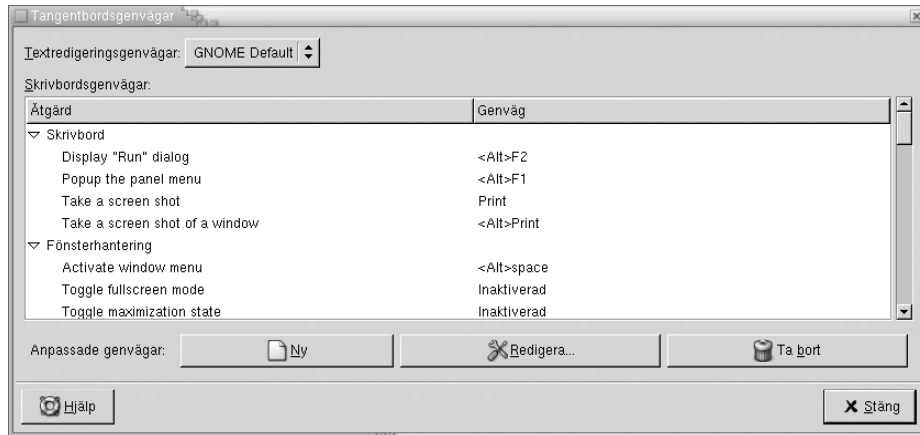 Tangentbordsgenvägar
Textredigeringsgenvägar: GNOME Default
Skrivbordsgenvägar:
Åtgärd Genväg
Skrivbord
Display "Run" dialog <Alt>F2
Popup the panel menu <Alt>F1
Take a screen shot Print
Take a screen shot of a window <Alt>Print
Fönsterhantering
Activate window menu <Alt>space
Toggle fullscreen mode Inaktiverad
Toggle maximization state Inaktiverad
Anpassade genvägar: Ny Redigera... Ta bort
Hjälp Stäng